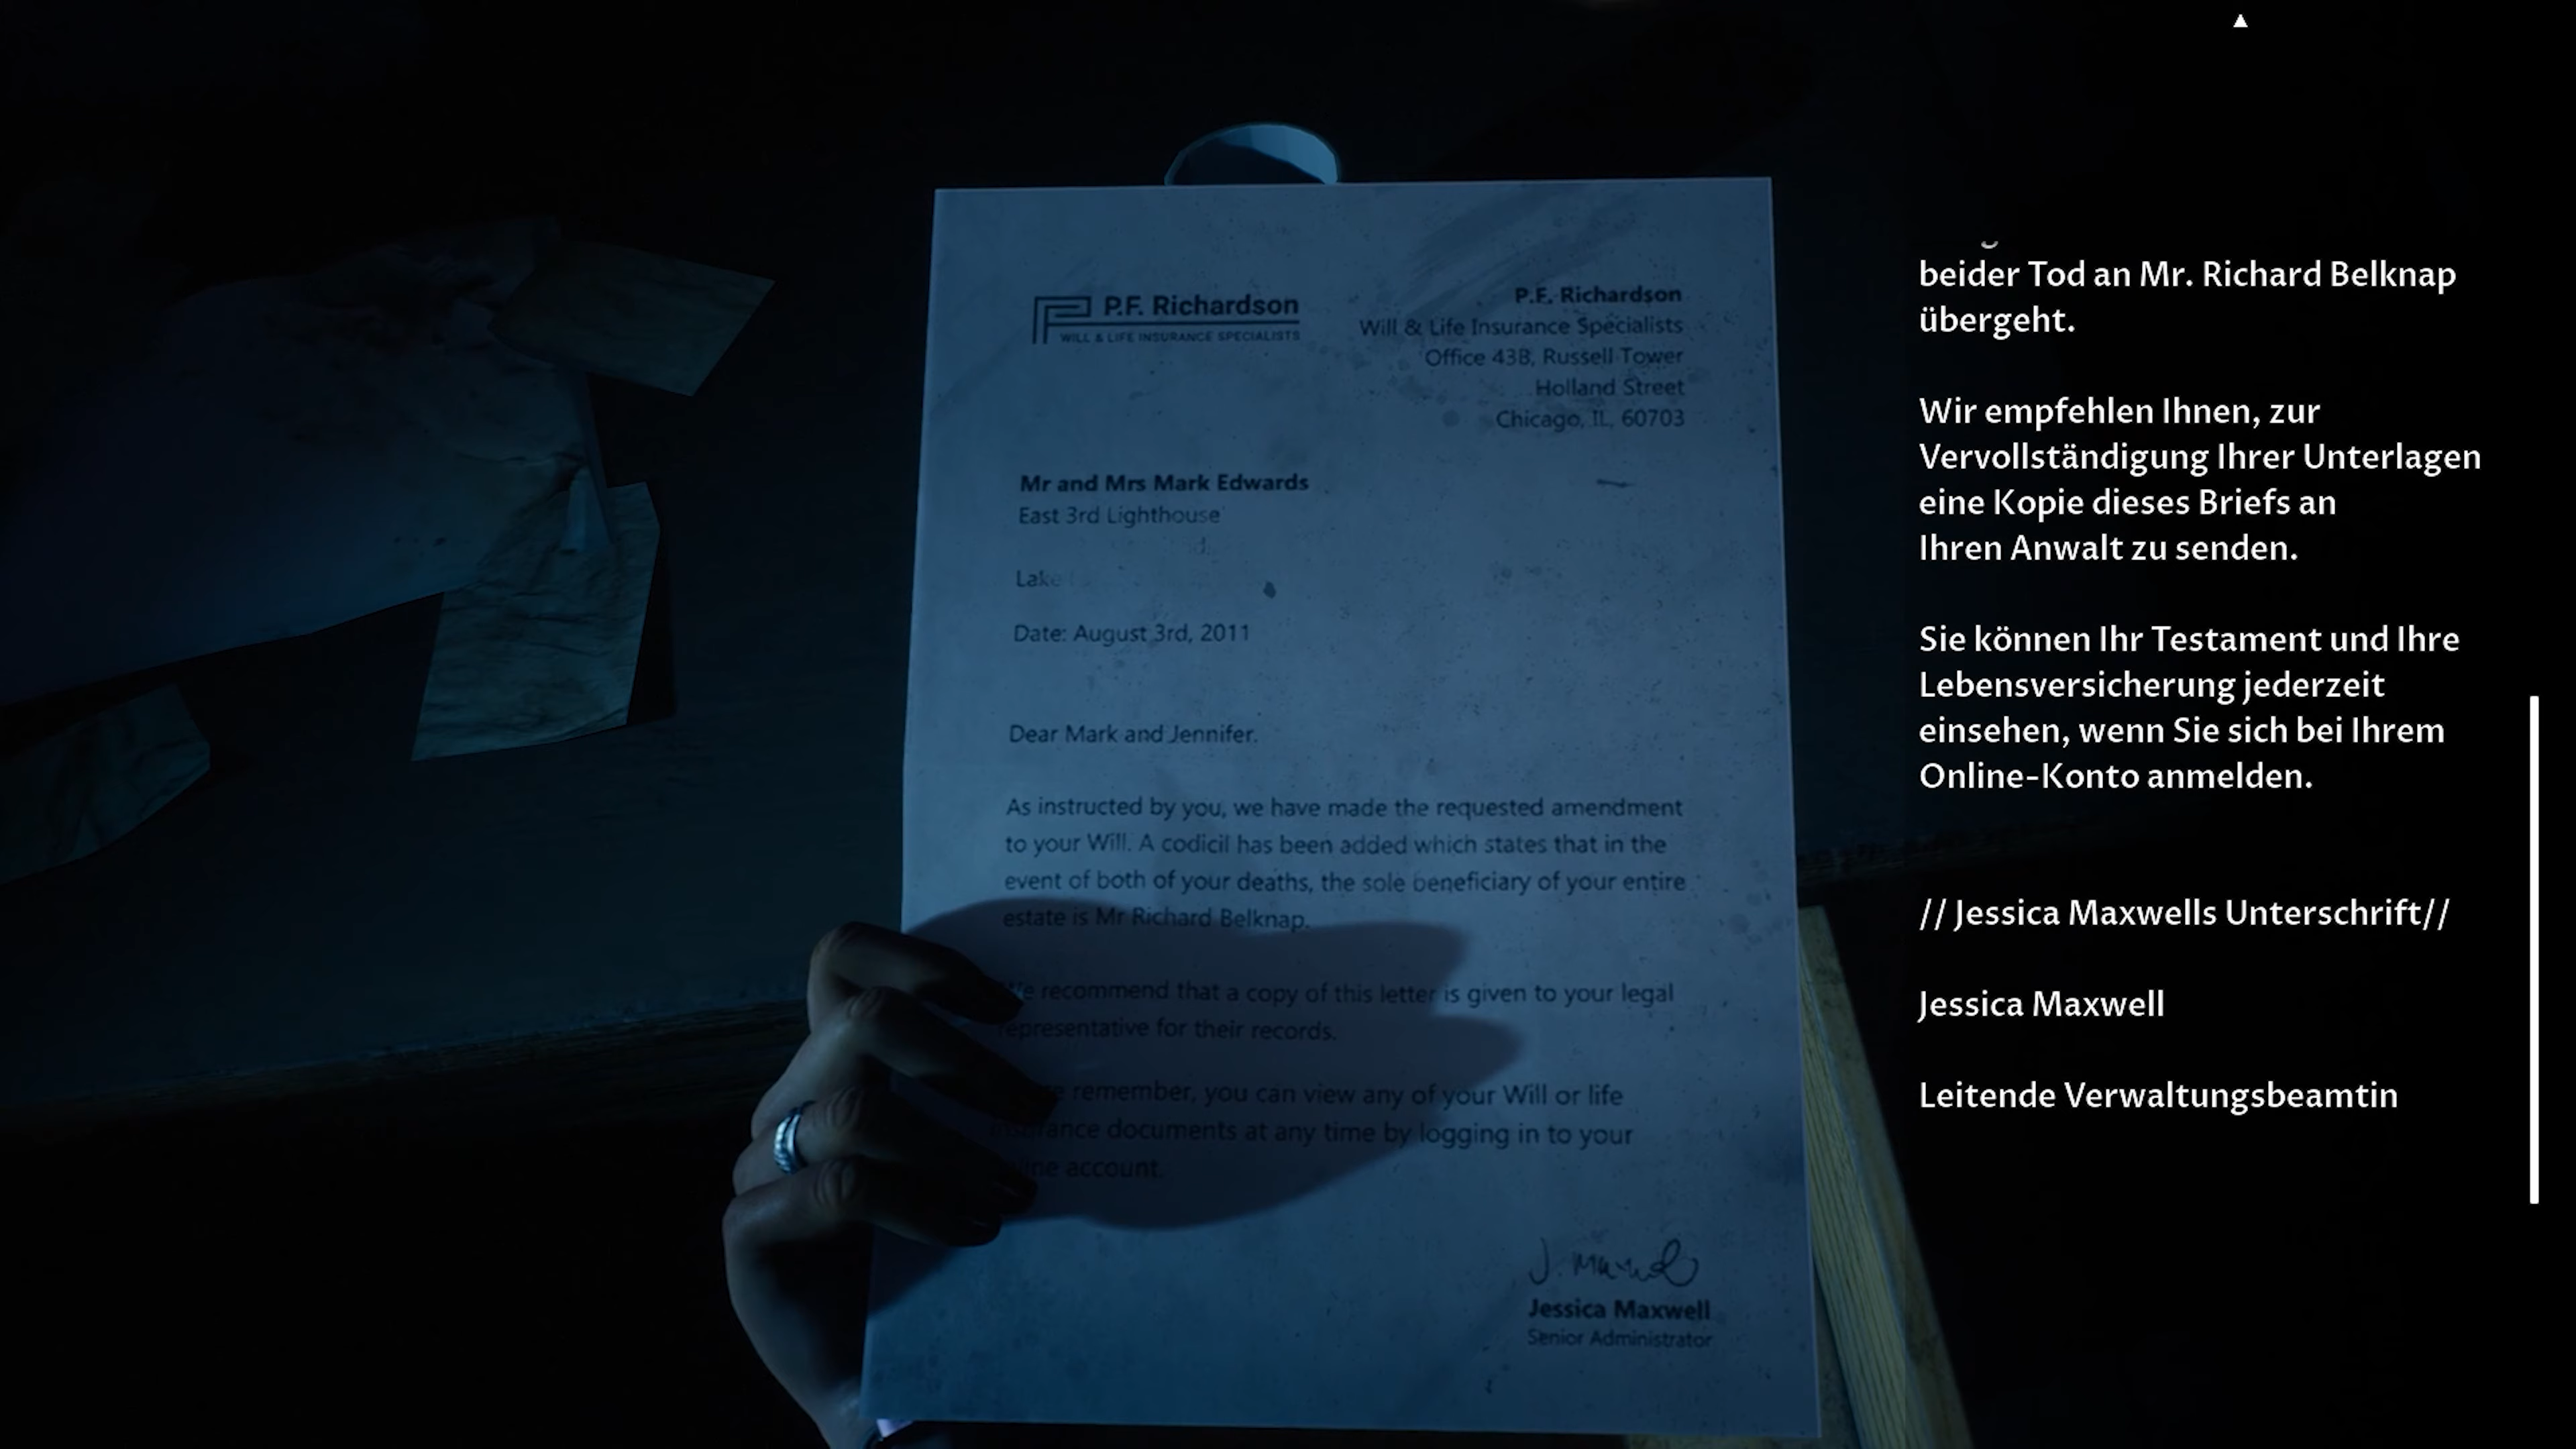 P.F. Richardson
WILL & LIFE INSURANCE SPECIALISTS
P.F. Richardson
Will & Life Insurance Specialists
Office 43B, Russell Tower
Holland Street
Chicago, IL, 60703
Mr and Mrs Mark Edwards
East 3rd Lighthouse
Lake
Date: August 3rd, 2011
Dear Mark and Jennifer.
As instructed by you, we have made the requested amendment
to your Will. A codicil has been added which states that in the
event of both of your deaths, the sole beneficiary of your entire
estate is Mr Richard Belknap.
We recommend that a copy of this letter is given to your legal
representative for their records.
remember, you can view any of your Will or life
insurance documents at any time by logging in to your
account.
J. Maxwell
Jessica Maxwell
Senior Administrator
beider Tod an Mr. Richard Belknap
übergeht.
Wir empfehlen Ihnen, zur
Vervollständigung Ihrer Unterlagen
eine Kopie dieses Briefs an
Ihren Anwalt zu senden.
Sie können Ihr Testament und Ihre
Lebensversicherung jederzeit
einsehen, wenn Sie sich bei Ihrem
Online-Konto anmelden.
// Jessica Maxwells Unterschrift//
Jessica Maxwell
Leitende Verwaltungsbeamtin